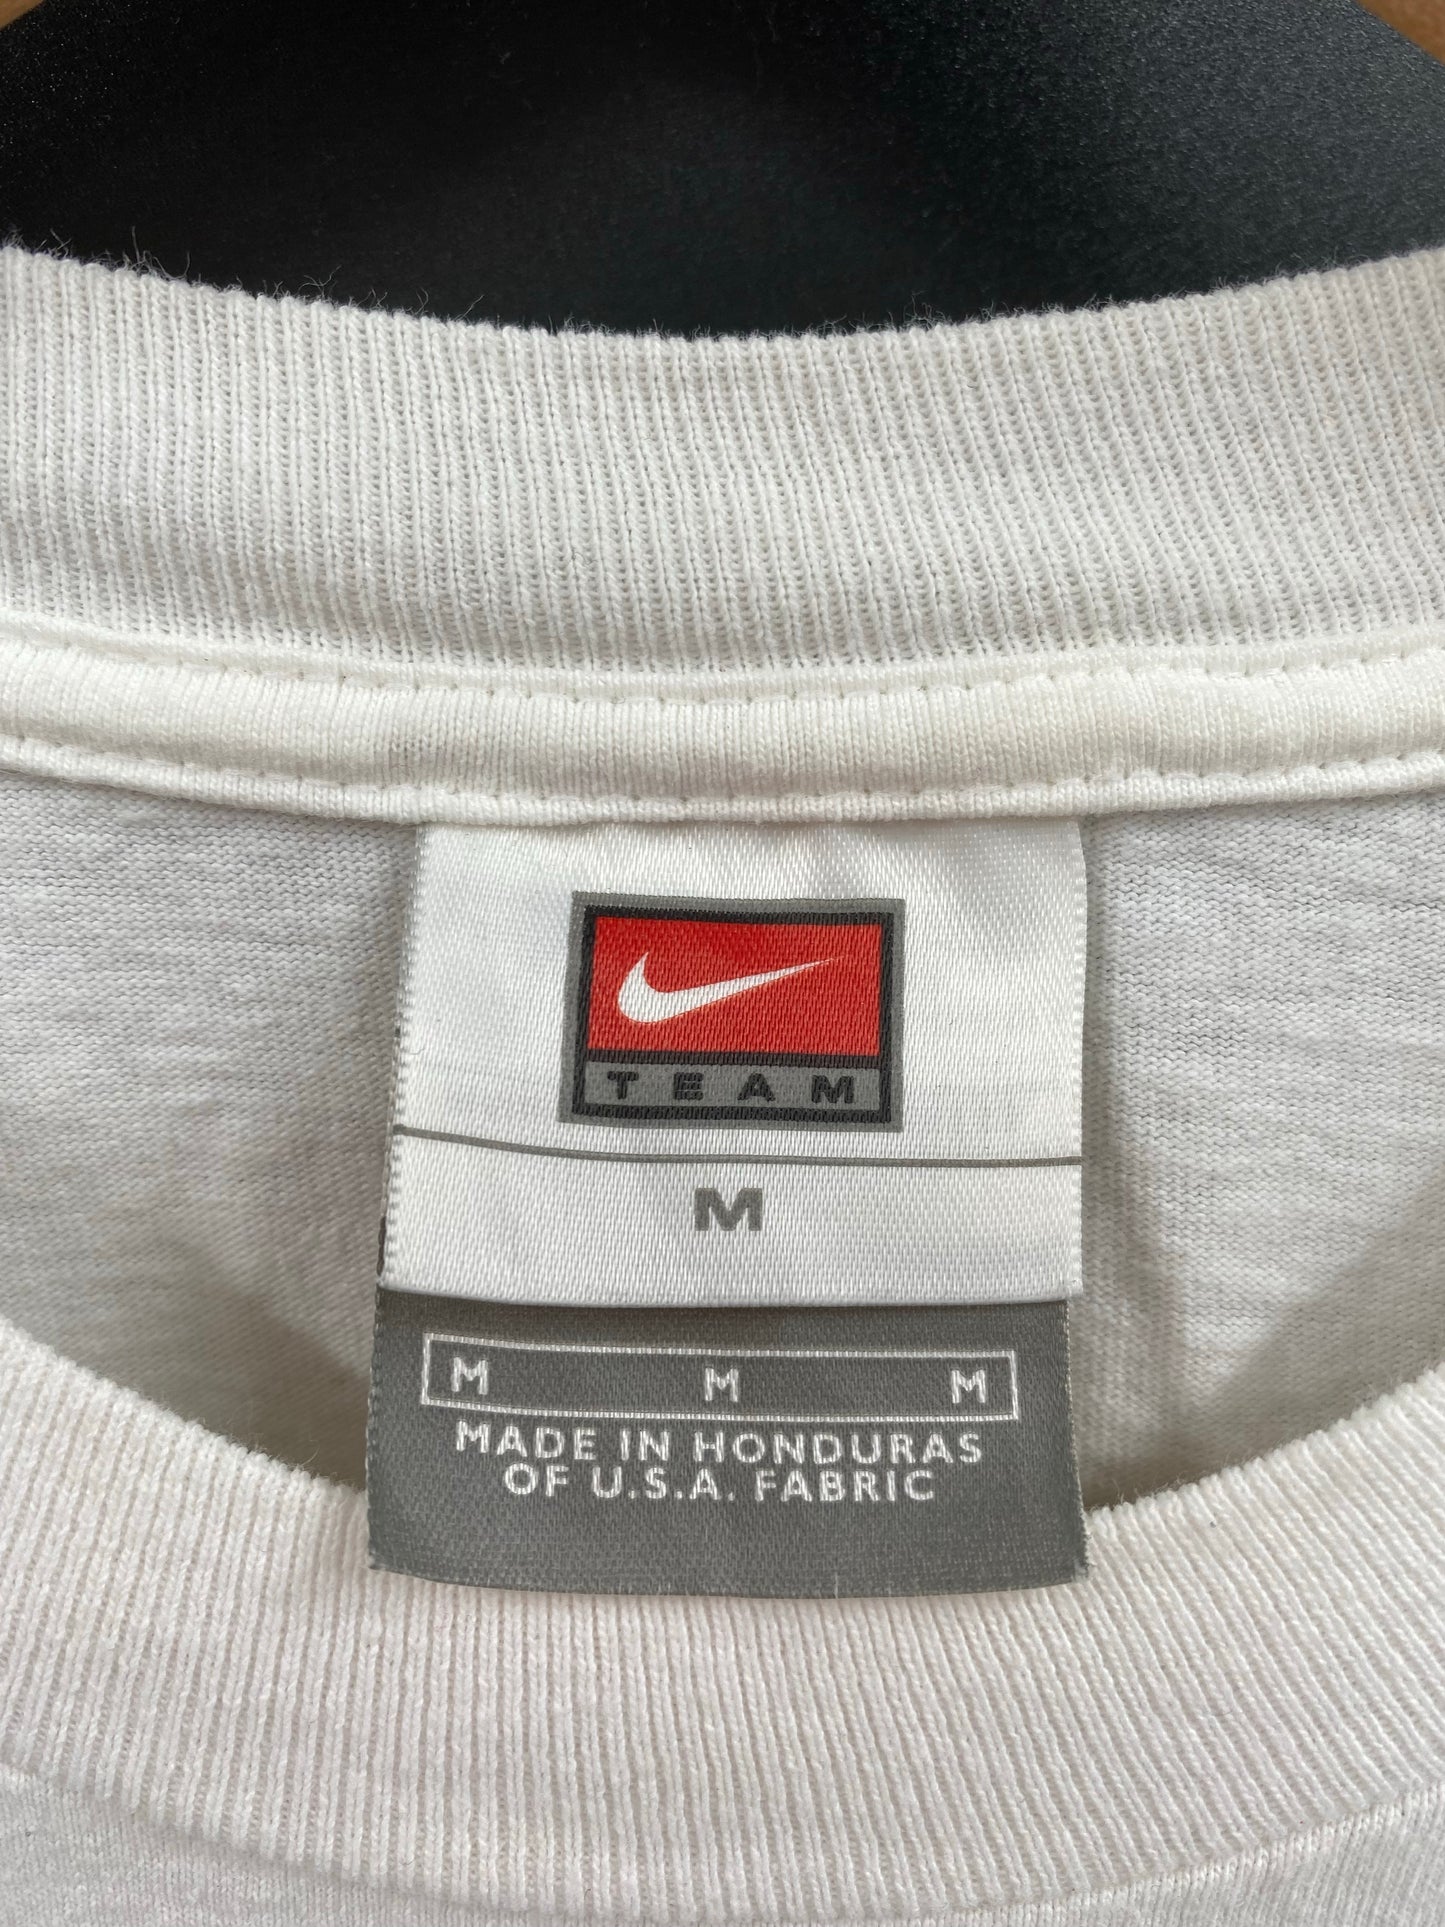 TEAM
M
M M M
MADE IN HONDURAS
OF U.S.A. FABRIC